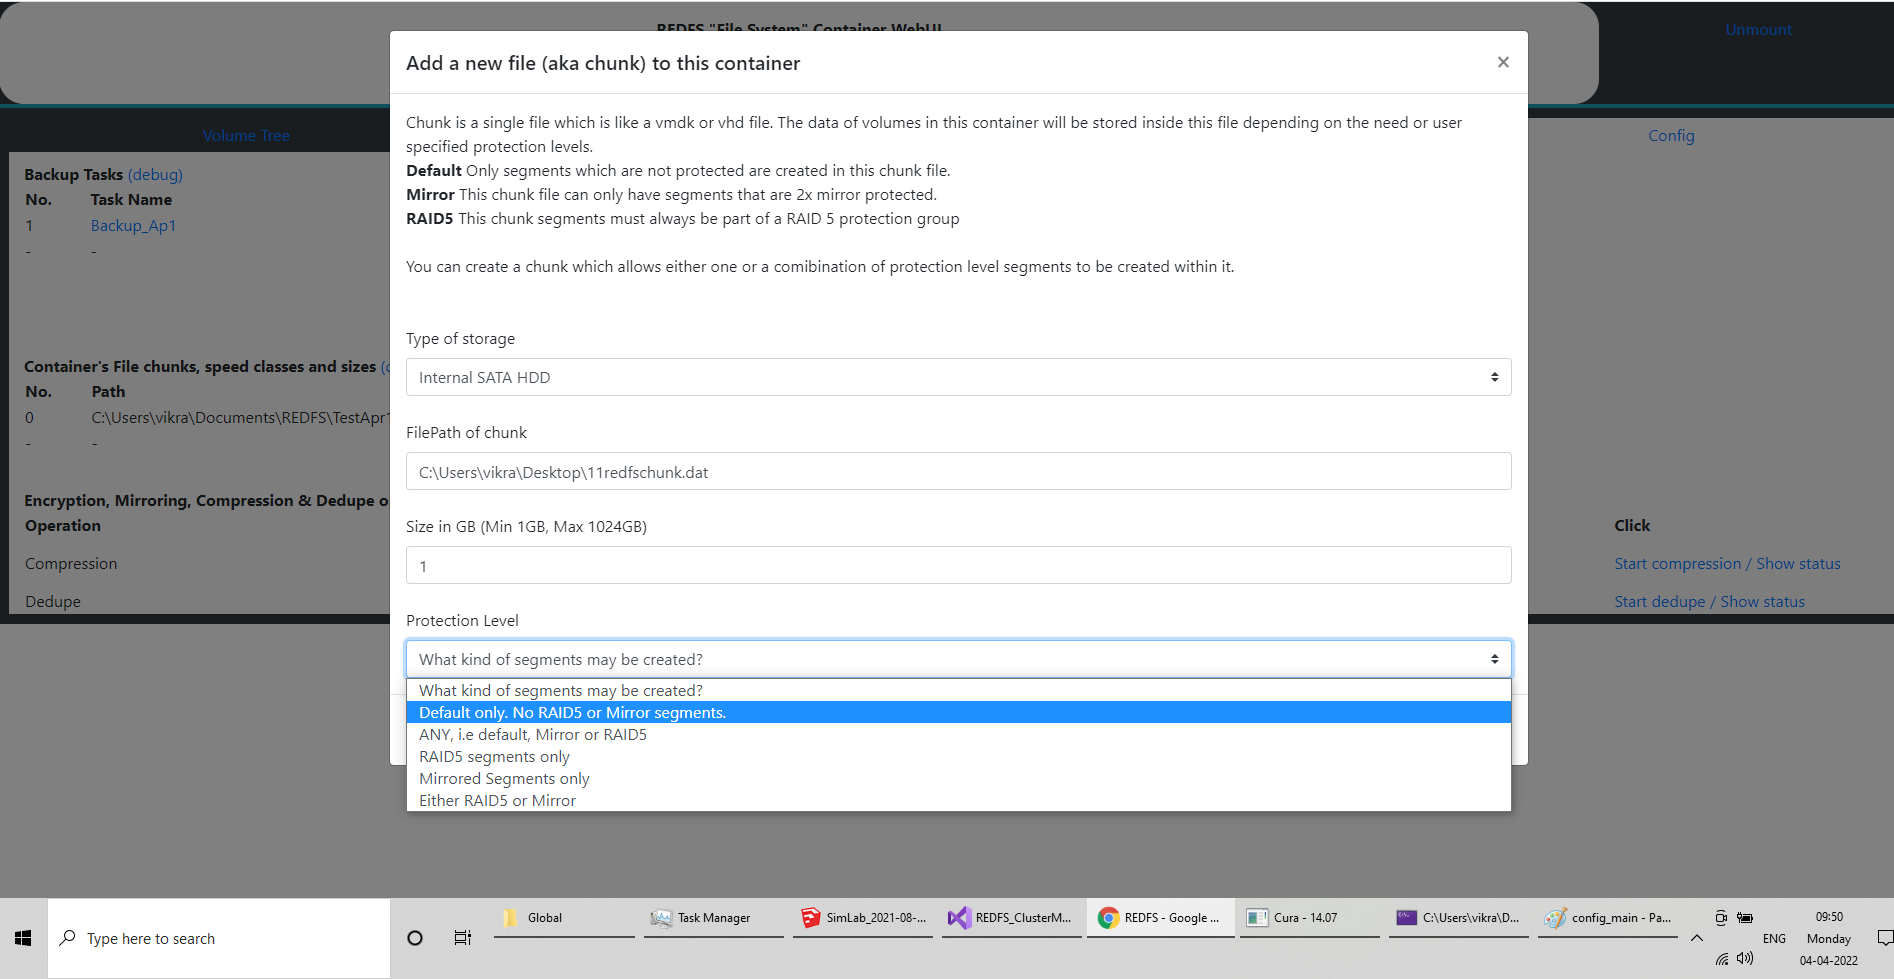 REDFS "File System" Container WebUI
Unmount
Add a new file (aka chunk) to this container
×
Chunk is a single file which is like a vmdk or vhd file. The data of volumes in this container will be stored inside this file depending on the need or user
specified protection levels.
Default Only segments which are not protected are created in this chunk file.
Mirror This chunk file can only have segments that are 2x mirror protected.
RAID5 This chunk segments must always be part of a RAID 5 protection group
You can create a chunk which allows either one or a comibination of protection level segments to be created within it.
Type of storage
Internal SATA HDD
FilePath of chunk
C:\Users\vikra\Desktop\11redfschunk.dat
Size in GB (Min 1GB, Max 1024GB)
1
Protection Level
What kind of segments may be created?
What kind of segments may be created?
Default only. No RAID5 or Mirror segments.
ANY, i.e default, Mirror or RAID5
RAID5 segments only
Mirrored Segments only
Either RAID5 or Mirror
Volume Tree
Config
Backup Tasks (debug)
No. Task Name
1 Backup_Ap1
- -
Container's File chunks, speed classes and sizes
No. Path
0 C:\Users\vikra\Documents\REDFS\TestApr1
- -
Encryption, Mirroring, Compression & Dedupe
Operation Click
Compression Start compression / Show status
Dedupe Start dedupe / Show status
Type here to search
Global
Task Manager
SimLab_2021-08-...
REDFS_ClusterM...
REDFS - Google ...
Cura - 14.07
C:\Users\vikra\D...
config_main - Pa...
ENG
09:50
Monday
04-04-2022